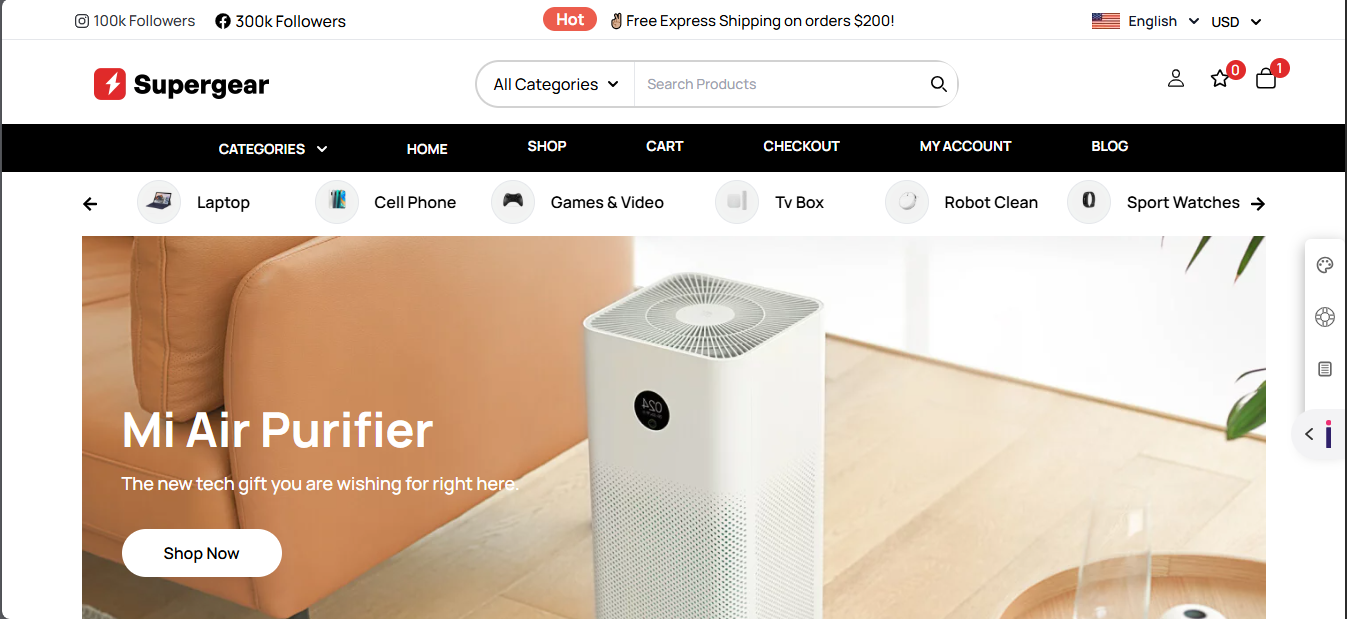 100k Followers 300k Followers Hot ✌🏼Free Express Shipping on orders $200! English USD
Supergear All Categories Search Products 0 1
CATEGORIES HOME SHOP CART CHECKOUT MY ACCOUNT BLOG
Laptop Cell Phone Games & Video Tv Box Robot Clean Sport Watches
Mi Air Purifier
The new tech gift you are wishing for right here.
Shop Now